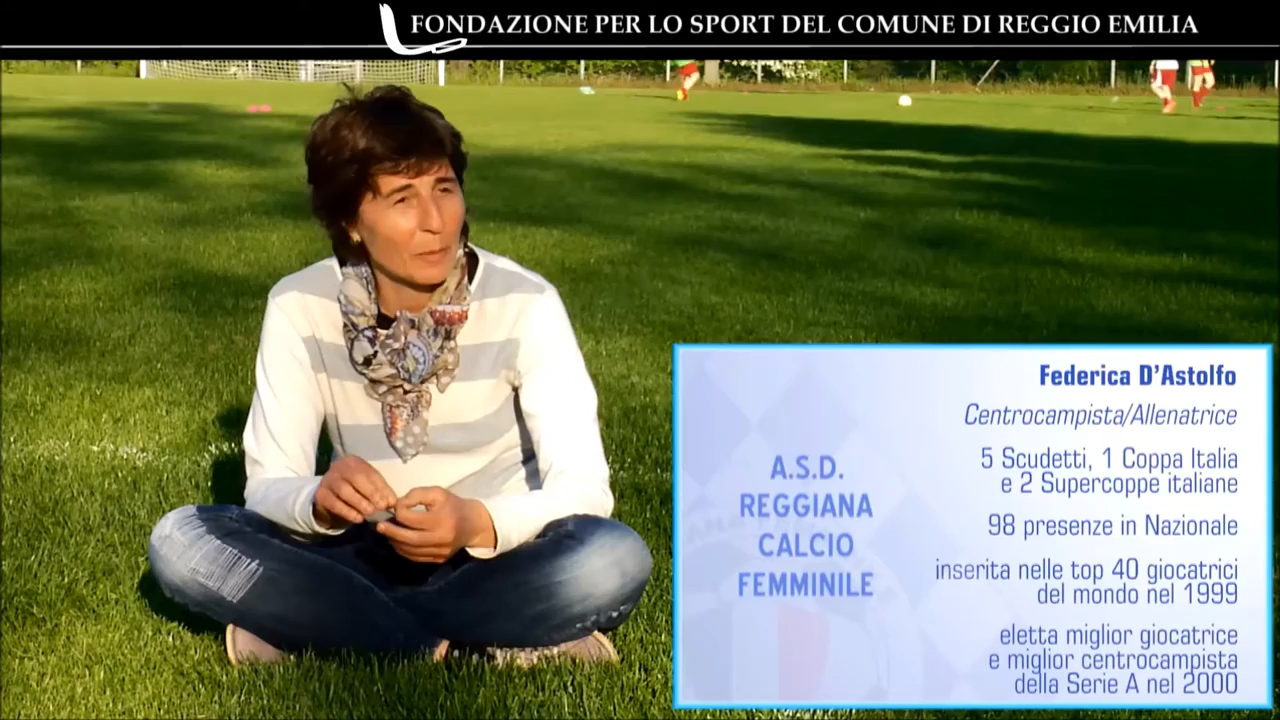 FONDAZIONE PER LO SPORT DEL COMUNE DI REGGIO EMILIA
A.S.D.
REGGIANA
CALCIO
FEMMINILE
Federica D'Astolfo
Centrocampista/Allenatrice
5 Scudetti, 1 Coppa Italia
e 2 Supercoppe italiane
98 presenze in Nazionale
inserita nelle top 40 giocatrici
del mondo nel 1999
eletta miglior giocatrice
e miglior centrocampista
della Serie A nel 2000